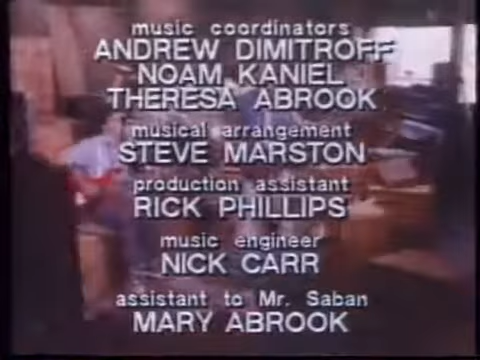 music coordinators
ANDREW DIMITROFF
NOAM KANIEL
THERESA ABROOK
musical arrangement
STEVE MARSTON
production assistant
RICK PHILLIPS
music engineer
NICK CARR
assistant to Mr. Saban
MARY ABROOK